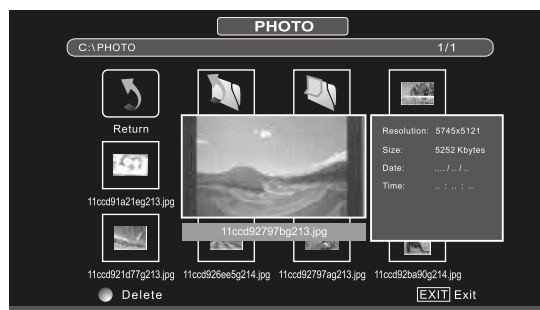 PHOTO
C:\PHOTO 1/1
Return
Resolution: 5745x5121
Size: 5252 Kbytes
Date: .... / .. / ..
Time: .. : .. : ..
11ccd91a21eg213.jpg
11ccd92797bg213.jpg
11ccd921d77g213.jpg 11ccd926ee5g214.jpg 11ccd92797ag213.jpg 11ccd92ba90g214.jpg
Delete EXIT Exit